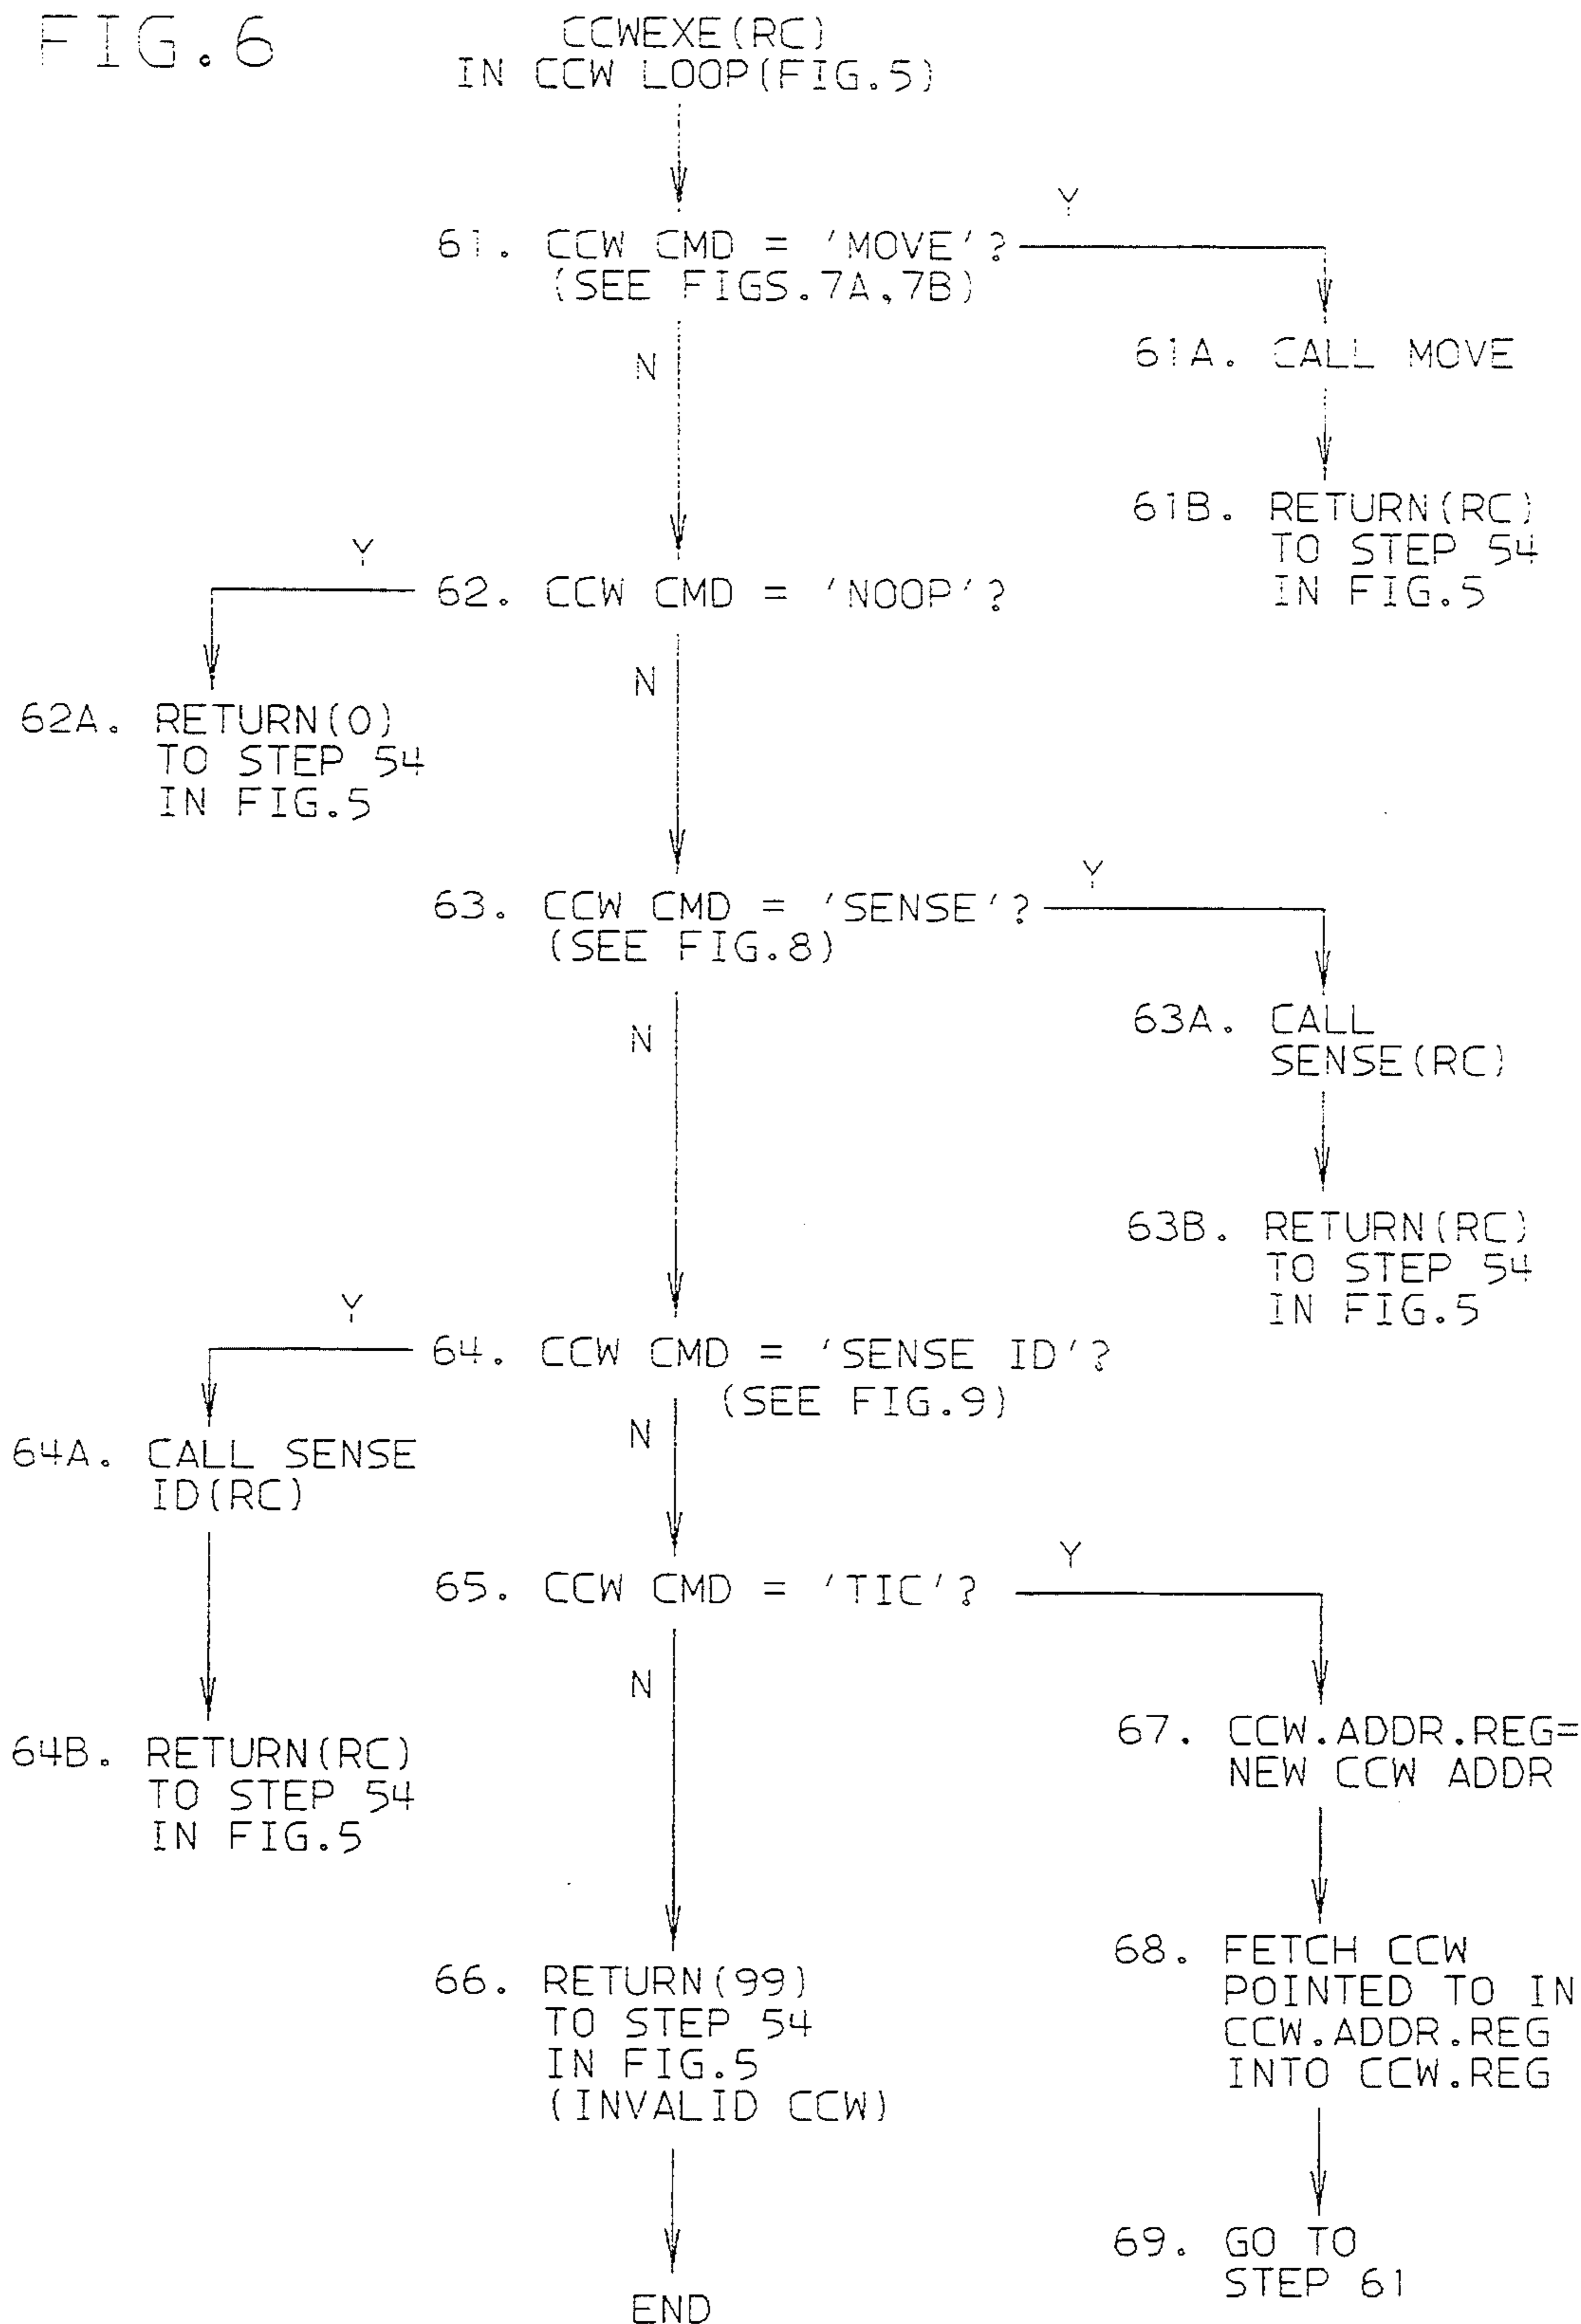 FIG.6
CCWEXE(RC)
IN CCW LOOP(FIG.5)
Y
61. CCW CMD = 'MOVE'?
(SEE FIGS.7A,7B)
N
61A. CALL MOVE
61B. RETURN(RC)
TO STEP 54
IN FIG.5
Y
62. CCW CMD = 'NOOP'?
N
62A. RETURN(0)
TO STEP 54
IN FIG.5
Y
63. CCW CMD = 'SENSE'?
(SEE FIG.8)
N
63A. CALL
SENSE(RC)
63B. RETURN(RC)
TO STEP 54
IN FIG.5
Y
64. CCW CMD = 'SENSE ID'?
(SEE FIG.9)
N
64A. CALL SENSE
ID(RC)
64B. RETURN(RC)
TO STEP 54
IN FIG.5
Y
65. CCW CMD = 'TIC'?
N
66. RETURN(99)
TO STEP 54
IN FIG.5
(INVALID CCW)
END
67. CCW.ADDR.REG=
NEW CCW ADDR
68. FETCH CCW
POINTED TO IN
CCW.ADDR.REG
INTO CCW.REG
69. GO TO
STEP 61